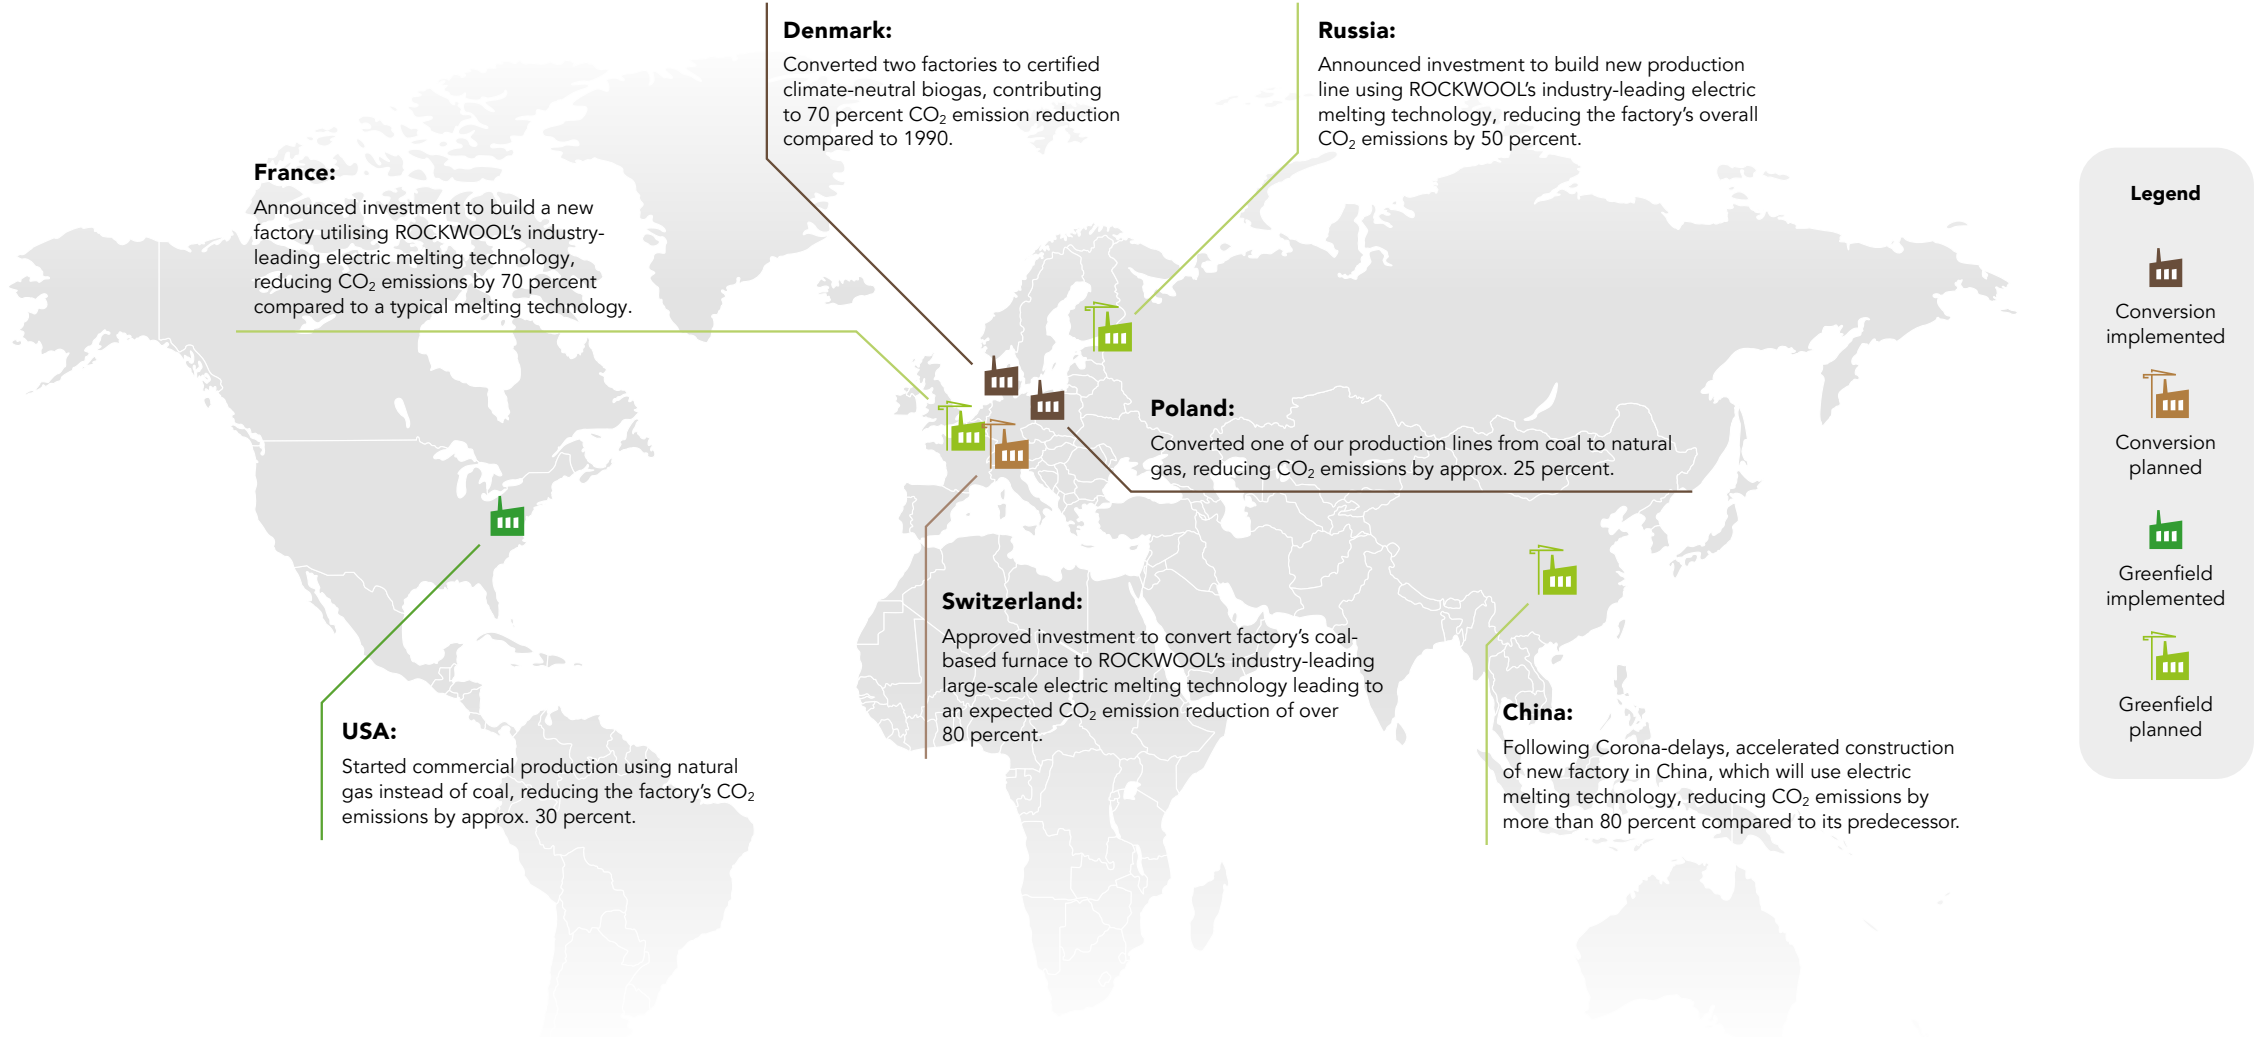 Denmark:
Converted two factories to certified
climate-neutral biogas, contributing
to 70 percent CO₂ emission reduction
compared to 1990.
Russia:
Announced investment to build new production
line using ROCKWOOL’s industry-leading electric
melting technology, reducing the factory’s overall
CO₂ emissions by 50 percent.
France:
Announced investment to build a new
factory utilising ROCKWOOL’s industry-
leading electric melting technology,
reducing CO₂ emissions by 70 percent
compared to a typical melting technology.
Poland:
Converted one of our production lines from coal to natural
gas, reducing CO₂ emissions by approx. 25 percent.
Switzerland:
Approved investment to convert factory’s coal-
based furnace to ROCKWOOL’s industry-leading
large-scale electric melting technology leading to
an expected CO₂ emission reduction of over
80 percent.
USA:
Started commercial production using natural
gas instead of coal, reducing the factory’s CO₂
emissions by approx. 30 percent.
China:
Following Corona-delays, accelerated construction
of new factory in China, which will use electric
melting technology, reducing CO₂ emissions by
more than 80 percent compared to its predecessor.
Legend
Conversion
implemented
Conversion
planned
Greenfield
implemented
Greenfield
planned